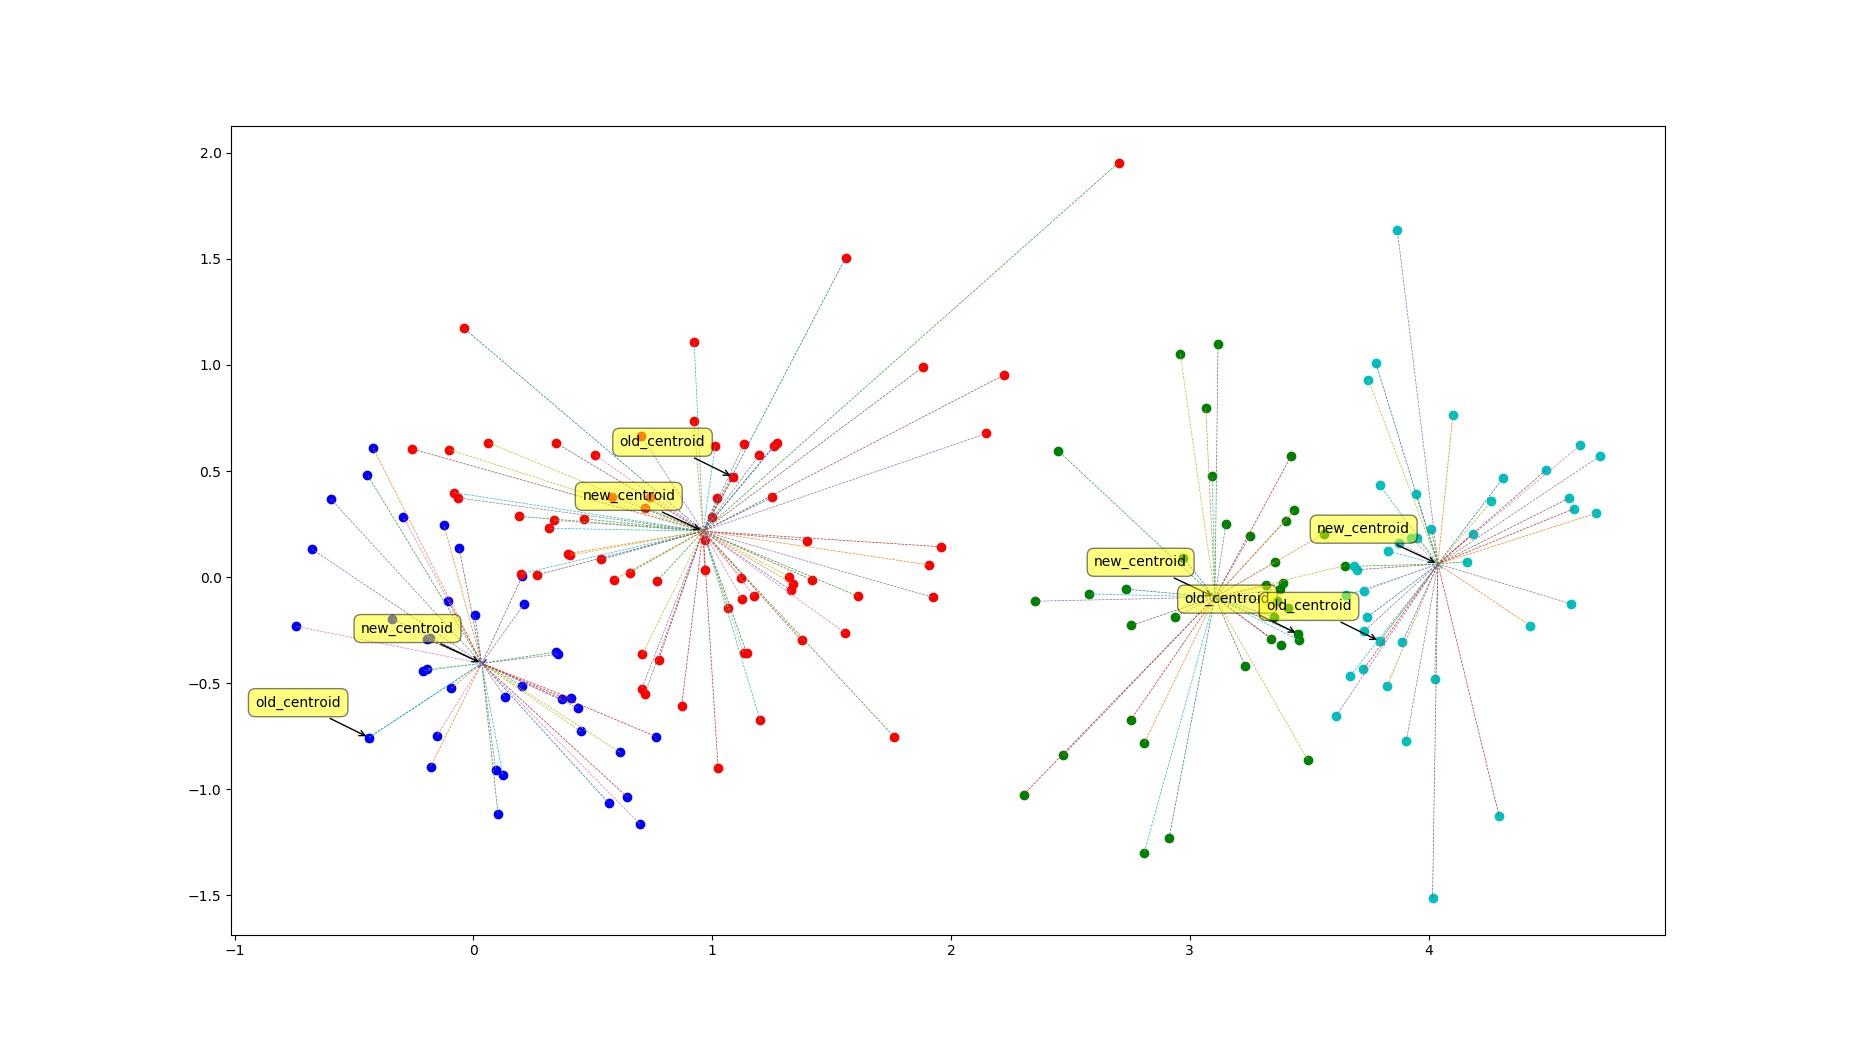 2.0
1.5
1.0
0.5
0.0
−0.5
−1.0
−1.5
old_centroid
new_centroid
new_centroid
new_centroid
old_centroid
old_centroid
new_centroid
old_centroid
−1
0
1
2
3
4